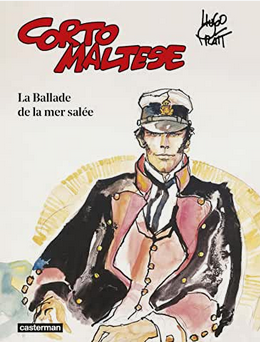 CORTO
MALTESE
HUGO
PRATT
La Ballade
de la mer salée
casterman